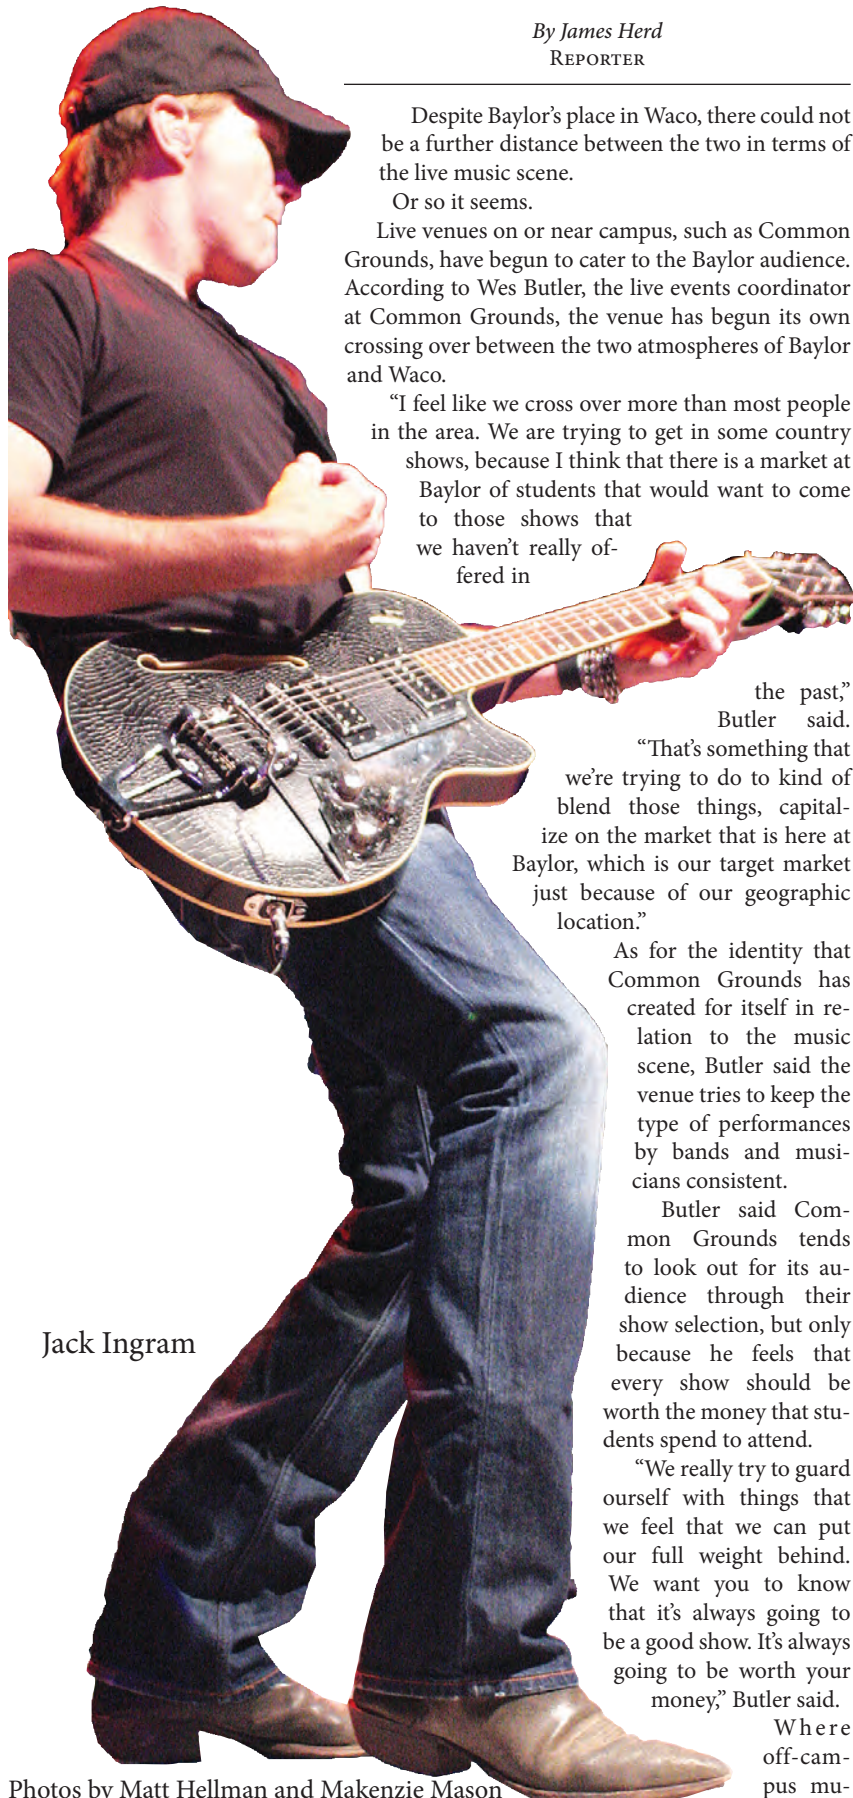 By James Herd
Reporter
Despite Baylor’s place in Waco, there could not
be a further distance between the two in terms of
the live music scene.
Or so it seems.
Live venues on or near campus, such as Common
Grounds, have begun to cater to the Baylor audience.
According to Wes Butler, the live events coordinator
at Common Grounds, the venue has begun its own
crossing over between the two atmospheres of Baylor
and Waco.
“I feel like we cross over more than most people
in the area. We are trying to get in some country
shows, because I think that there is a market at
Baylor of students that would want to come
to those shows that
we haven’t really of-
fered in
the past,”
Butler said.
“That’s something that
we’re trying to do to kind of
blend those things, capital-
ize on the market that is here at
Baylor, which is our target market
just because of our geographic
location.”
As for the identity that
Common Grounds has
created for itself in re-
lation to the music
scene, Butler said the
venue tries to keep the
type of performances
by bands and musi-
cians consistent.
Butler said Com-
mon Grounds tends
to look out for its au-
dience through their
show selection, but only
because he feels that
every show should be
worth the money that stu-
dents spend to attend.
“We really try to guard
ourself with things that
we feel that we can put
our full weight behind.
We want you to know
that it’s always going to
be a good show. It’s always
going to be worth your
money,” Butler said.
Where
off-cam-
pus mu-
Jack Ingram
Photos by Matt Hellman and Makenzie Mason